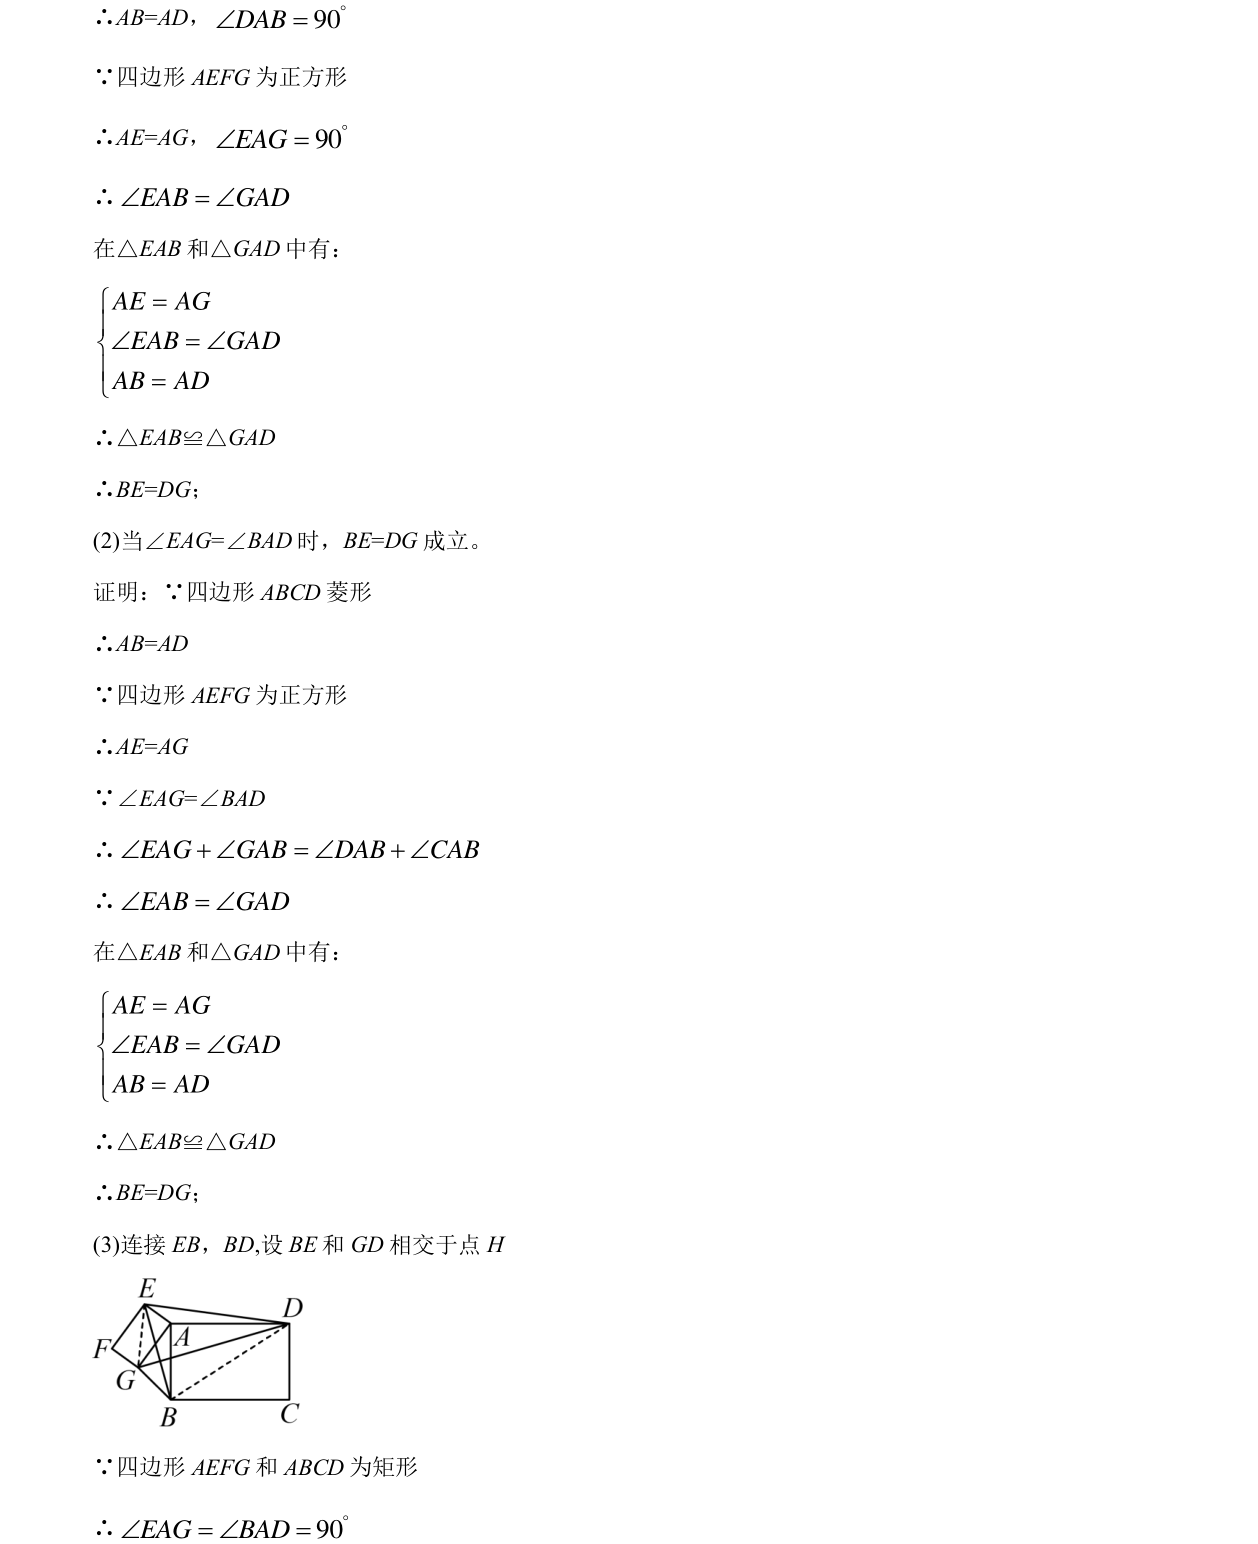 ∴AB=AD，∠DAB=90°
∵四边形 AEFG 为正方形
∴AE=AG，∠EAG=90°
∴∠EAB=∠GAD
在△EAB 和△GAD 中有：
AE=AG
∠EAB=∠GAD
AB=AD
∴△EAB≌△GAD
∴BE=DG；
(2)当∠EAG=∠BAD 时，BE=DG 成立。
证明：∵四边形 ABCD 菱形
∴AB=AD
∵四边形 AEFG 为正方形
∴AE=AG
∵∠EAG=∠BAD
∴∠EAG+∠GAB=∠DAB+∠CAB
∴∠EAB=∠GAD
在△EAB 和△GAD 中有：
AE=AG
∠EAB=∠GAD
AB=AD
∴△EAB≌△GAD
∴BE=DG；
(3)连接 EB，BD,设 BE 和 GD 相交于点 H
E
D
A
F
G
B
C
∵四边形 AEFG 和 ABCD 为矩形
∴∠EAG=∠BAD=90°